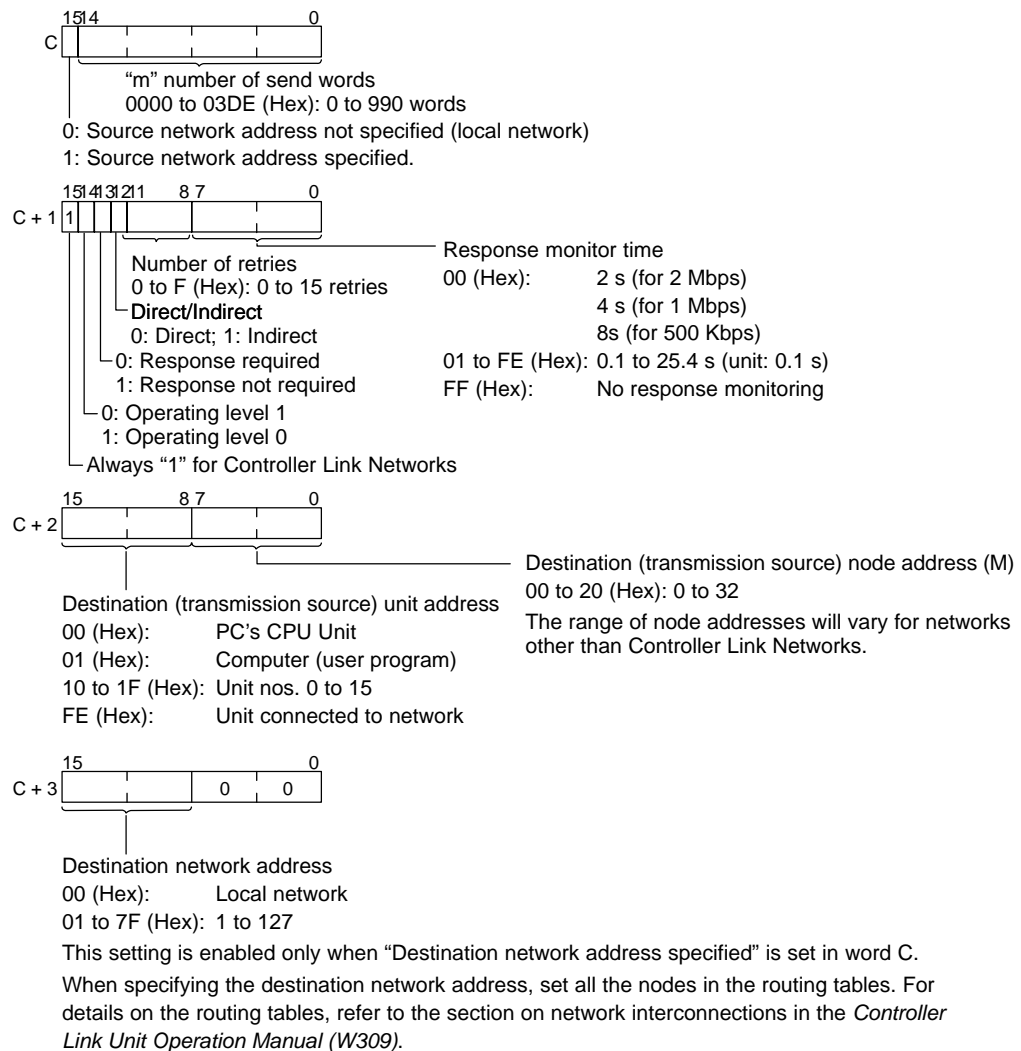 15 14 0
C
“m” number of send words
0000 to 03DE (Hex): 0 to 990 words
0: Source network address not specified (local network)
1: Source network address specified.
15 14 13 12 11 8 7 0
C + 1 1
Response monitor time
00 (Hex): 2 s (for 2 Mbps)
4 s (for 1 Mbps)
8s (for 500 Kbps)
01 to FE (Hex): 0.1 to 25.4 s (unit: 0.1 s)
FF (Hex): No response monitoring
Number of retries
0 to F (Hex): 0 to 15 retries
Direct/Indirect
0: Direct; 1: Indirect
0: Response required
1: Response not required
0: Operating level 1
1: Operating level 0
Always “1” for Controller Link Networks
15 8 7 0
C + 2
Destination (transmission source) node address (M)
00 to 20 (Hex): 0 to 32
The range of node addresses will vary for networks
other than Controller Link Networks.
Destination (transmission source) unit address
00 (Hex): PC's CPU Unit
01 (Hex): Computer (user program)
10 to 1F (Hex): Unit nos. 0 to 15
FE (Hex): Unit connected to network
15 0
C + 3 0 0
Destination network address
00 (Hex): Local network
01 to 7F (Hex): 1 to 127
This setting is enabled only when “Destination network address specified” is set in word C.
When specifying the destination network address, set all the nodes in the routing tables. For
details on the routing tables, refer to the section on network interconnections in the Controller
Link Unit Operation Manual (W309).